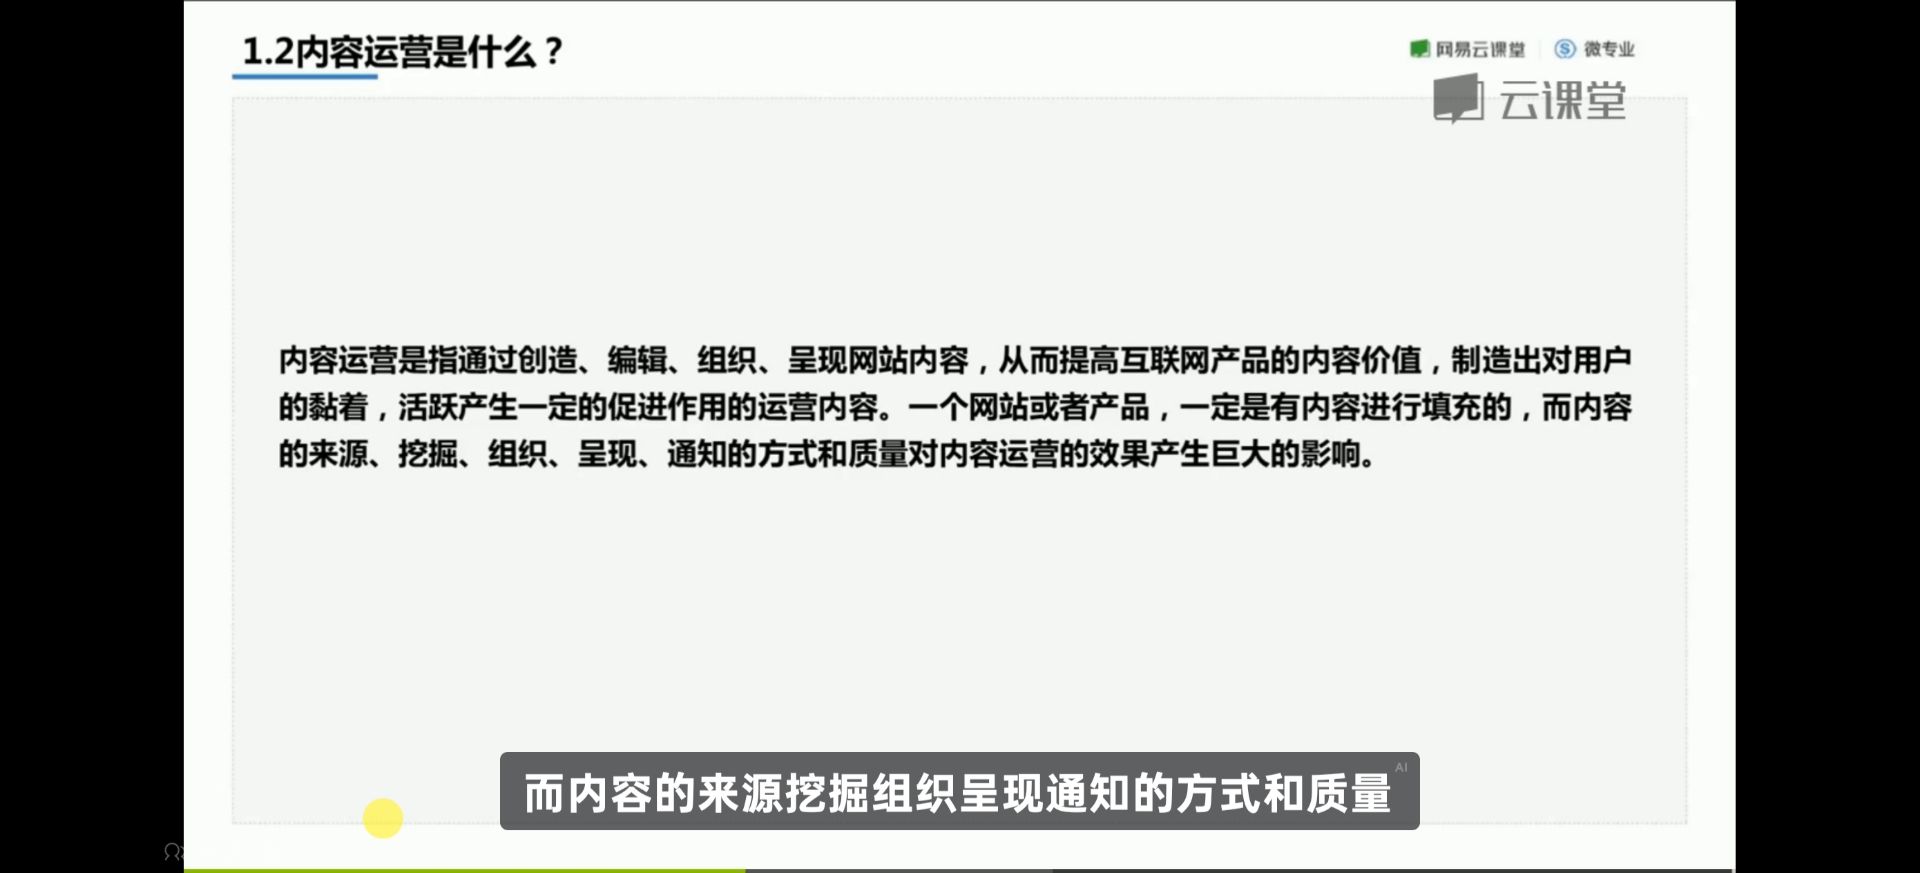 1.2内容运营是什么？
网易云课堂 微专业
云课堂
内容运营是指通过创造、编辑、组织、呈现网站内容，从而提高互联网产品的内容价值，制造出对用户
的黏着，活跃产生一定的促进作用的运营内容。一个网站或者产品，一定是有内容进行填充的，而内容
的来源、挖掘、组织、呈现、通知的方式和质量对内容运营的效果产生巨大的影响。
而内容的来源挖掘组织呈现通知的方式和质量
AI